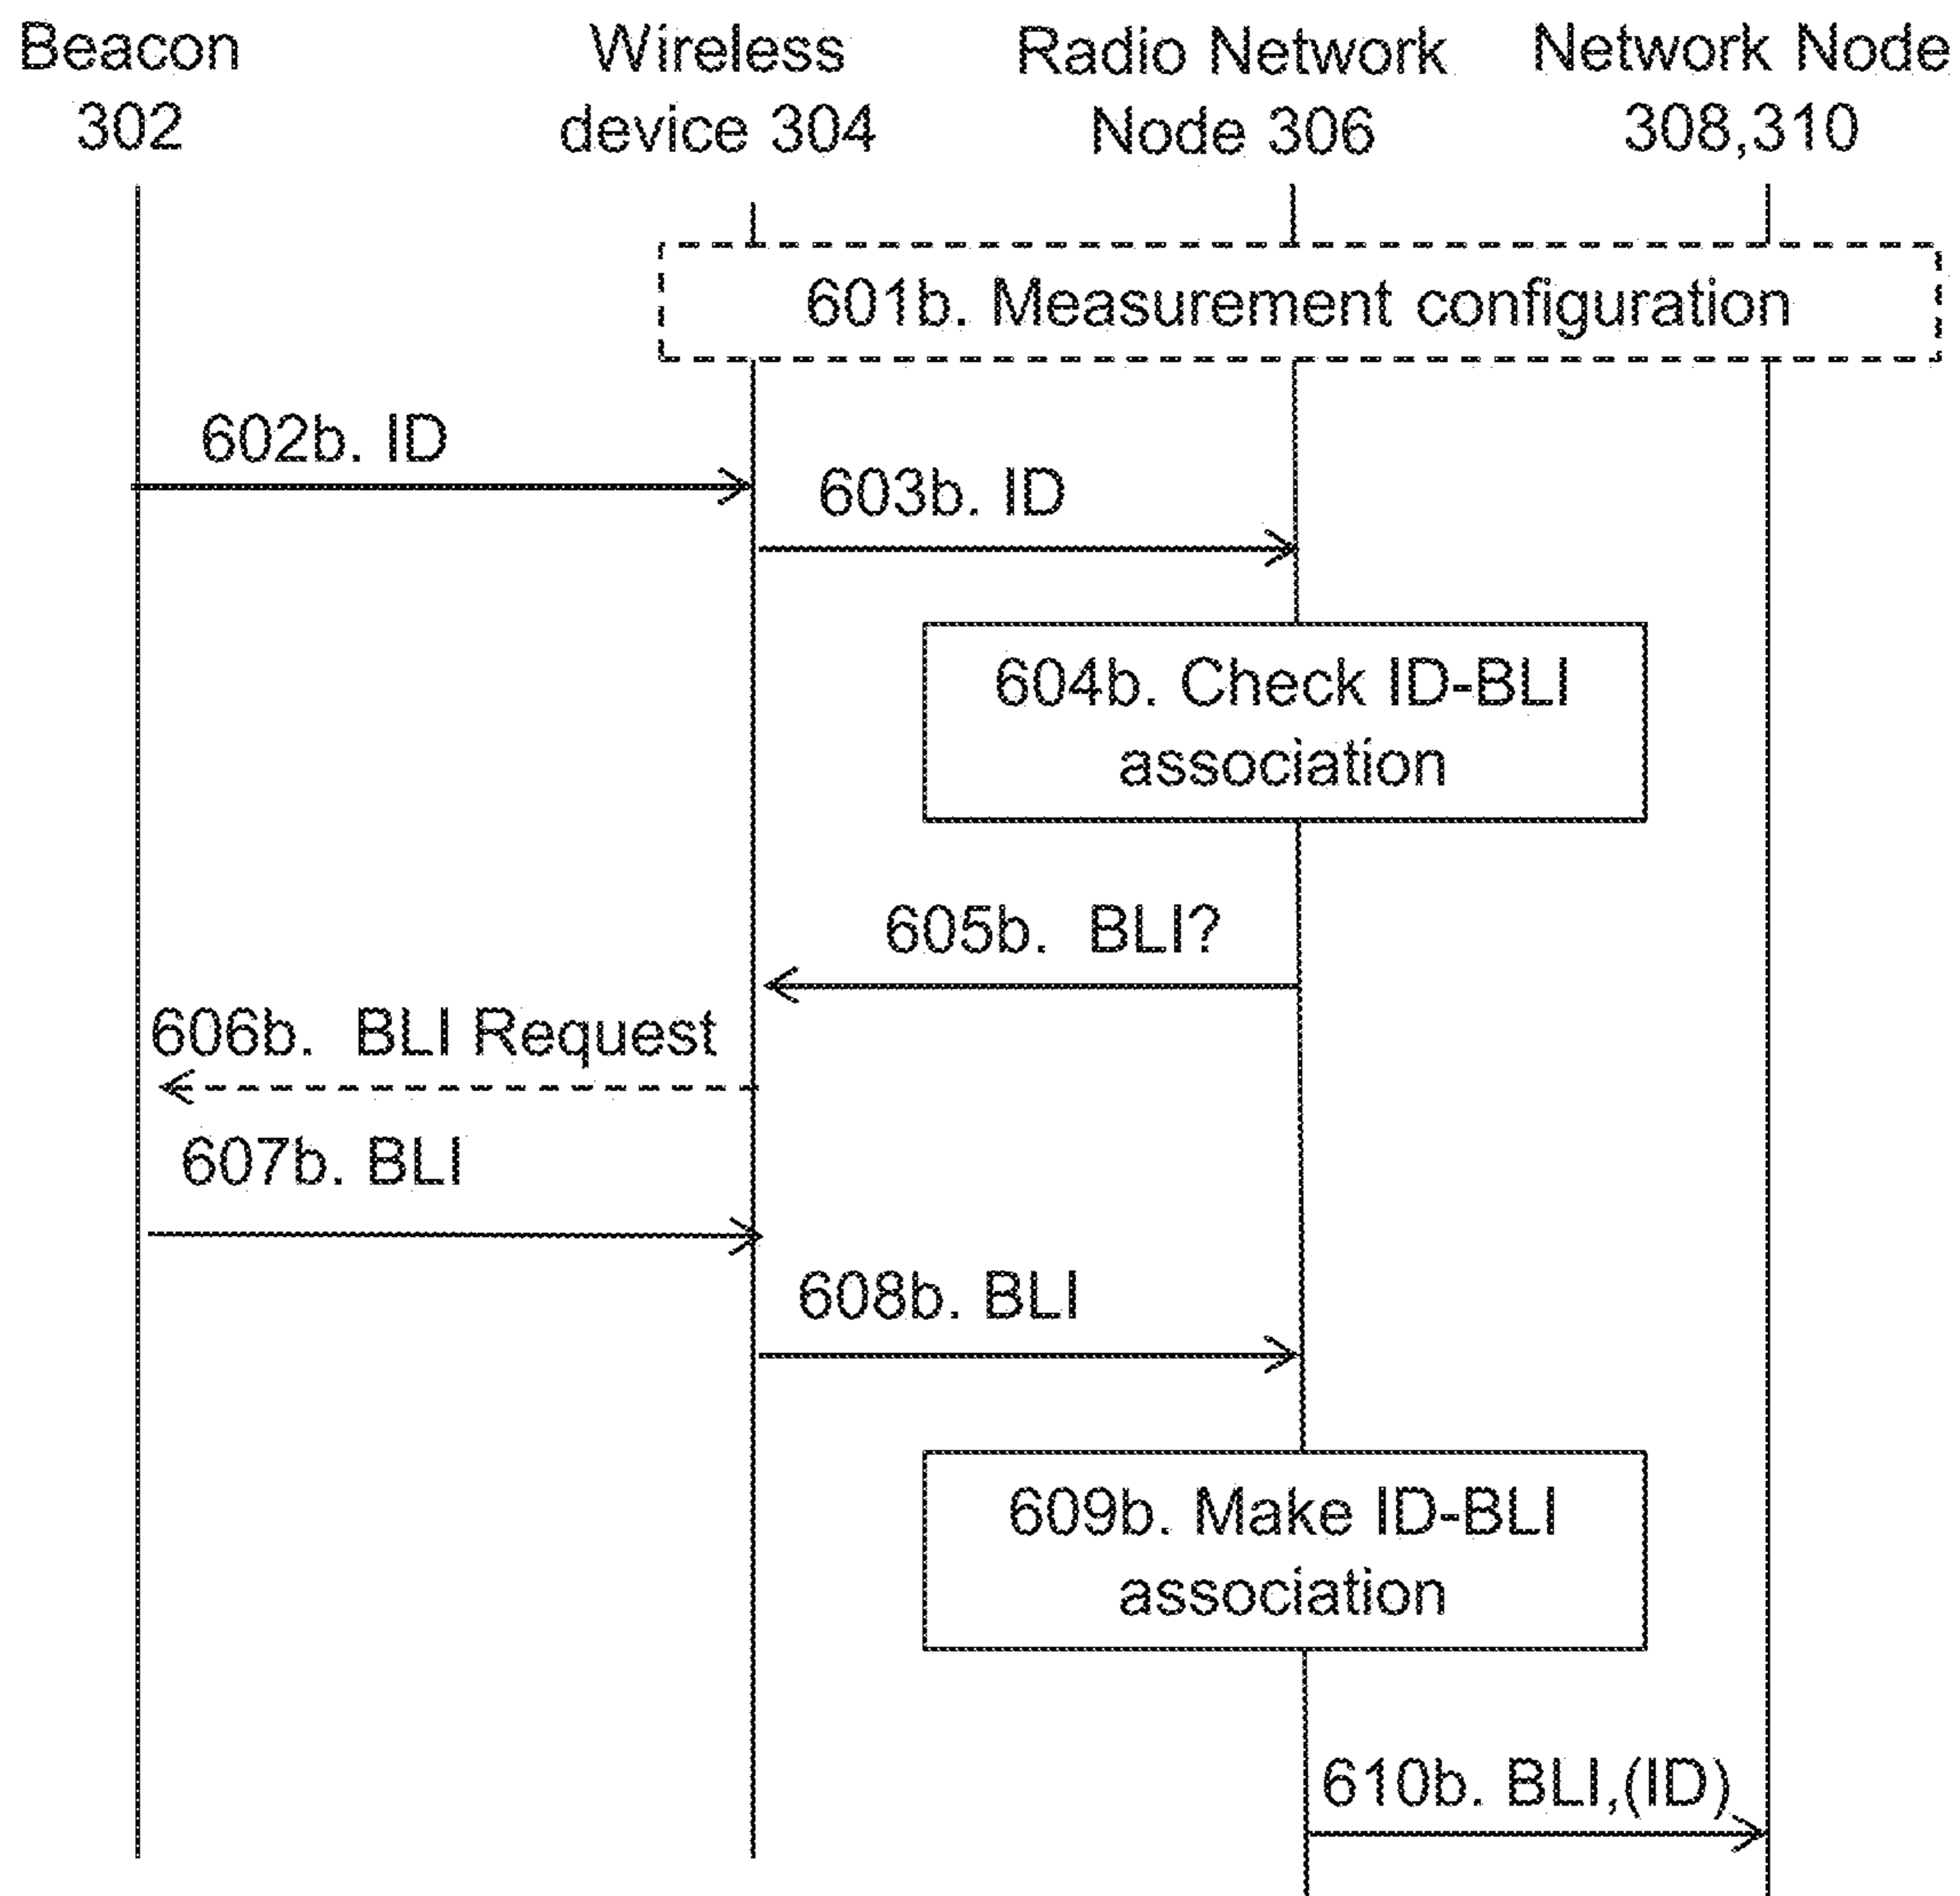 Beacon
302
Wireless
device 304
Radio Network
Node 306
Network Node
308,310
601b. Measurement configuration
602b. ID
603b. ID
604b. Check ID-BLI
association
605b. BLI?
606b. BLI Request
607b. BLI
608b. BLI
609b. Make ID-BLI
association
610b. BLI,(ID)